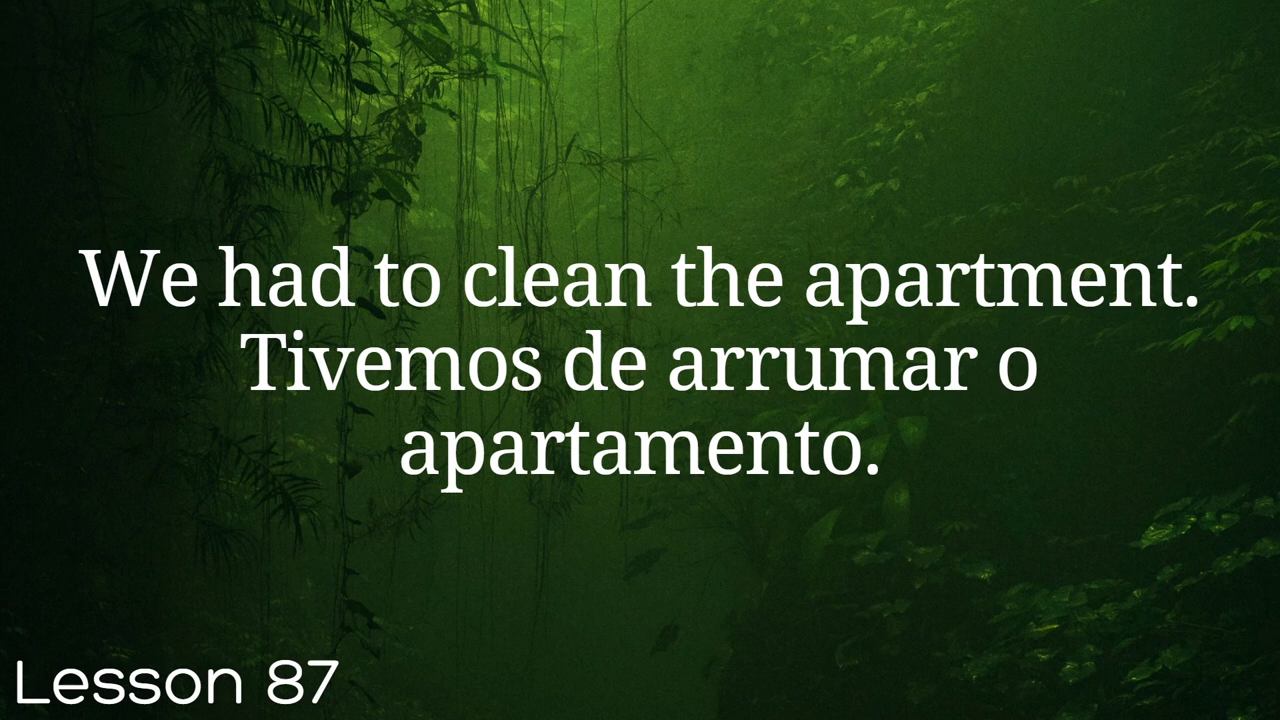 We had to clean the apartment.
Tivemos de arrumar o
apartamento.
Lesson 87